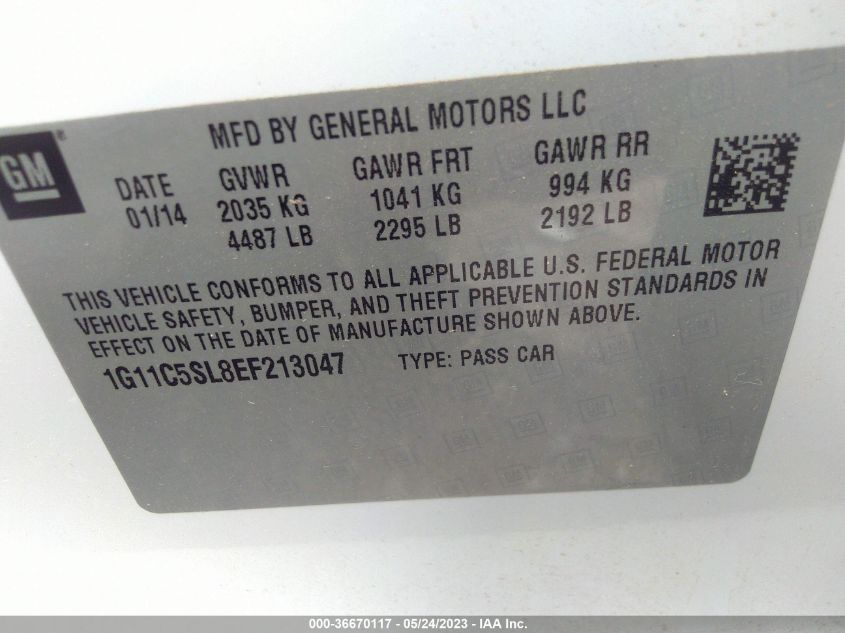 MFD BY GENERAL MOTORS LLC
GM®
DATE GVWR GAWR FRT GAWR RR
01/14 2035 KG 1041 KG 994 KG
4487 LB 2295 LB 2192 LB
THIS VEHICLE CONFORMS TO ALL APPLICABLE U.S. FEDERAL MOTOR
VEHICLE SAFETY, BUMPER, AND THEFT PREVENTION STANDARDS IN
EFFECT ON THE DATE OF MANUFACTURE SHOWN ABOVE.
1G11C5SL8EF213047 TYPE: PASS CAR
000-36670117 - 05/24/2023 - IAA Inc.